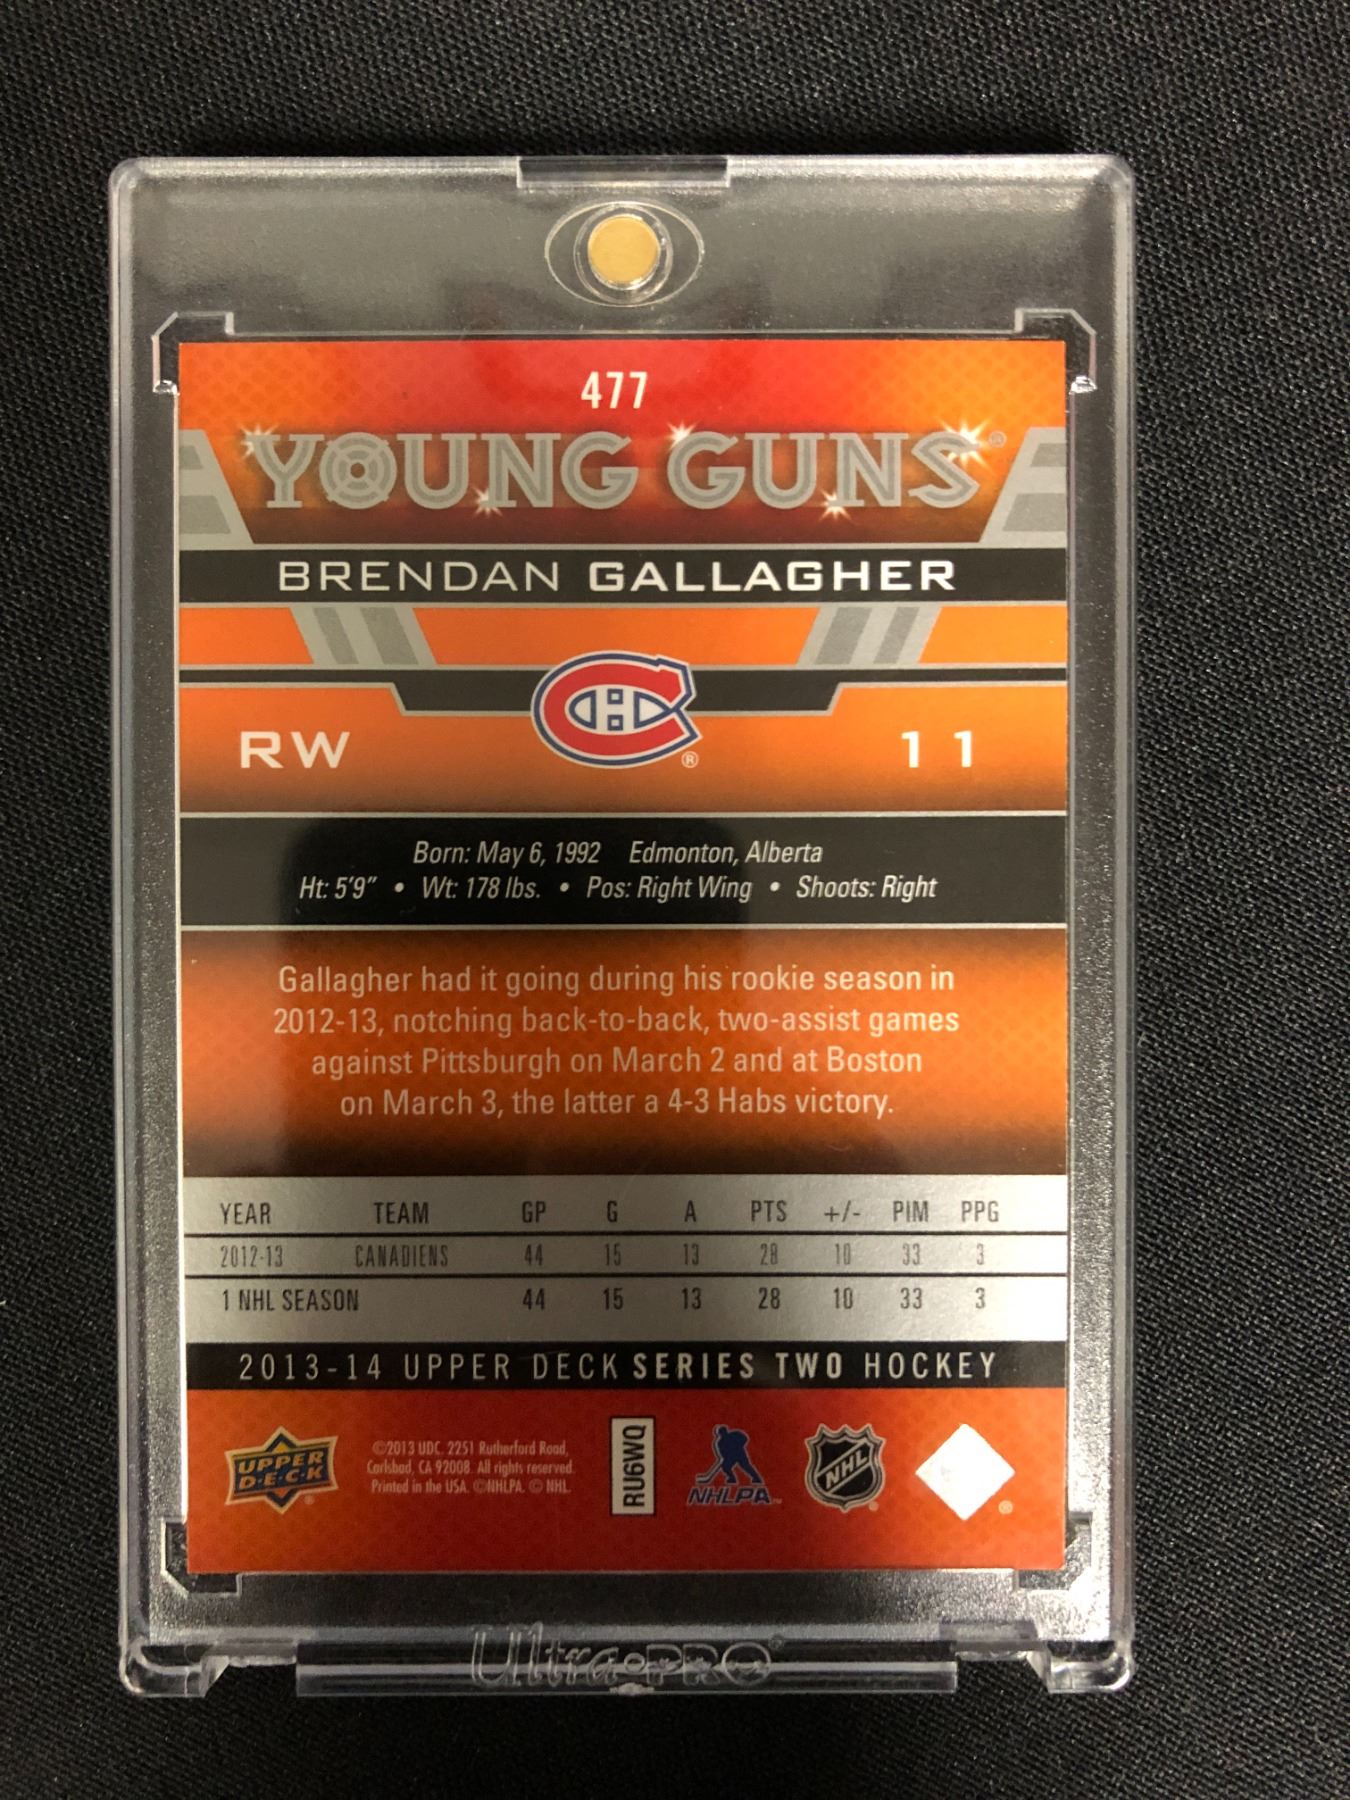 477
YOUNG GUNS®
BRENDAN GALLAGHER
RW
11
®
Born: May 6, 1992 Edmonton, Alberta
Ht: 5'9" • Wt: 178 lbs. • Pos: Right Wing • Shoots: Right
Gallagher had it going during his rookie season in
2012-13, notching back-to-back, two-assist games
against Pittsburgh on March 2 and at Boston
on March 3, the latter a 4-3 Habs victory.
YEAR TEAM GP G A PTS +/- PIM PPG
2012-13 CANADIENS 44 15 13 28 10 33 3
1 NHL SEASON 44 15 13 28 10 33 3
2013-14 UPPER DECK SERIES TWO HOCKEY
UPPER
D·E·C·K
©2013 UDC. 2251 Rutherford Road,
Carlsbad, CA 92008. All rights reserved.
Printed in the USA. ©NHLPA. © NHL.
RU6WQ
NHLPA™
NHL
®
Ultra·PRO®